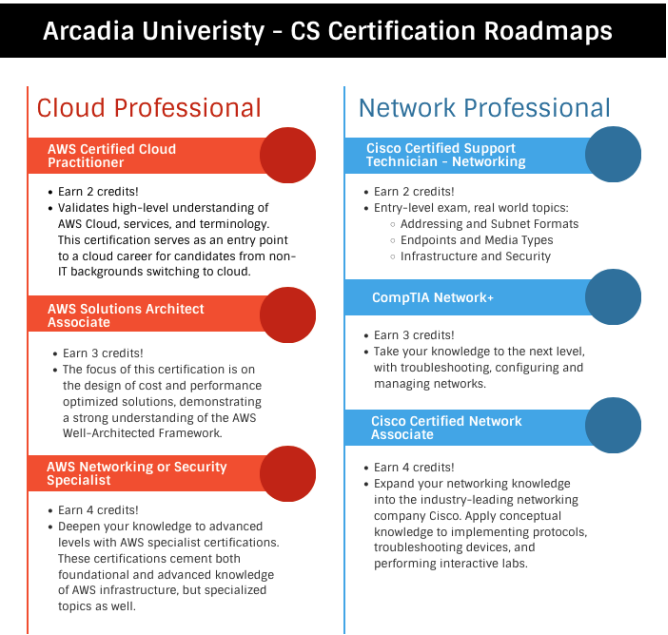 Arcadia Univeristy - CS Certification Roadmaps
Cloud Professional
AWS Certified Cloud
Practitioner
• Earn 2 credits!
• Validates high-level understanding of
AWS Cloud, services, and terminology.
This certification serves as an entry point
to a cloud career for candidates from non-
IT backgrounds switching to cloud.
AWS Solutions Architect
Associate
• Earn 3 credits!
• The focus of this certification is on
the design of cost and performance
optimized solutions, demonstrating
a strong understanding of the AWS
Well-Architected Framework.
AWS Networking or Security
Specialist
• Earn 4 credits!
• Deepen your knowledge to advanced
levels with AWS specialist certifications.
These certifications cement both
foundational and advanced knowledge
of AWS infrastructure, but specialized
topics as well.
Network Professional
Cisco Certified Support
Technician - Networking
• Earn 2 credits!
• Entry-level exam, real world topics:
◦ Addressing and Subnet Formats
◦ Endpoints and Media Types
◦ Infrastructure and Security
CompTIA Network+
• Earn 3 credits!
• Take your knowledge to the next level,
with troubleshooting, configuring and
managing networks.
Cisco Certified Network
Associate
• Earn 4 credits!
• Expand your networking knowledge
into the industry-leading networking
company Cisco. Apply conceptual
knowledge to implementing protocols,
troubleshooting devices, and
performing interactive labs.